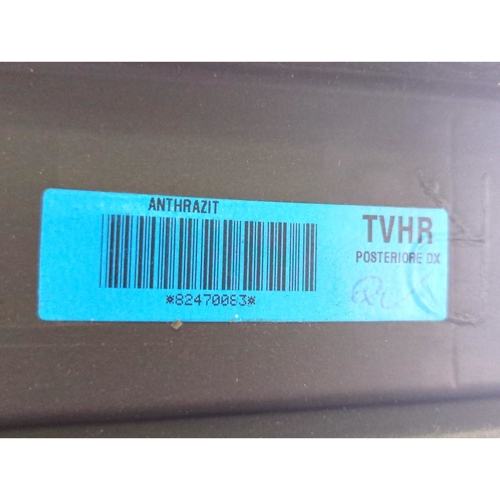 ANTHRAZIT
*82470083*
TVHR
POSTERIORE DX